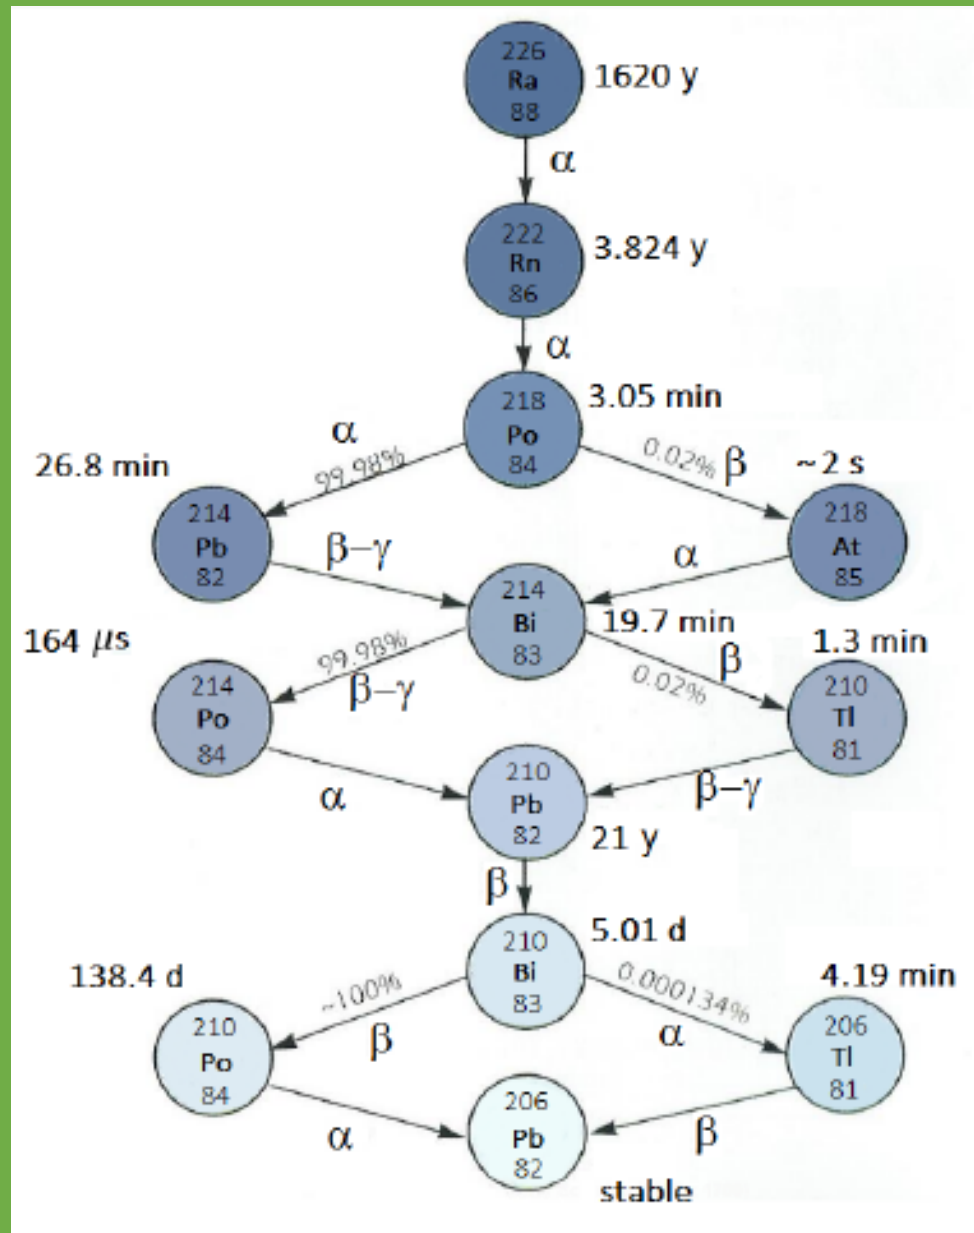 226
Ra
88
1620 y
α
222
Rn
86
3.824 y
α
218
Po
84
3.05 min
α
99.98%
0.02%
β
26.8 min
~2 s
214
Pb
82
218
At
85
β–γ
α
214
Bi
83
19.7 min
164 μs
99.98%
β–γ
β
0.02%
1.3 min
214
Po
84
210
Tl
81
α
β–γ
210
Pb
82
21 y
β
210
Bi
83
5.01 d
138.4 d
~100%
β
0.000134%
α
4.19 min
210
Po
84
206
Tl
81
α
β
206
Pb
82
stable